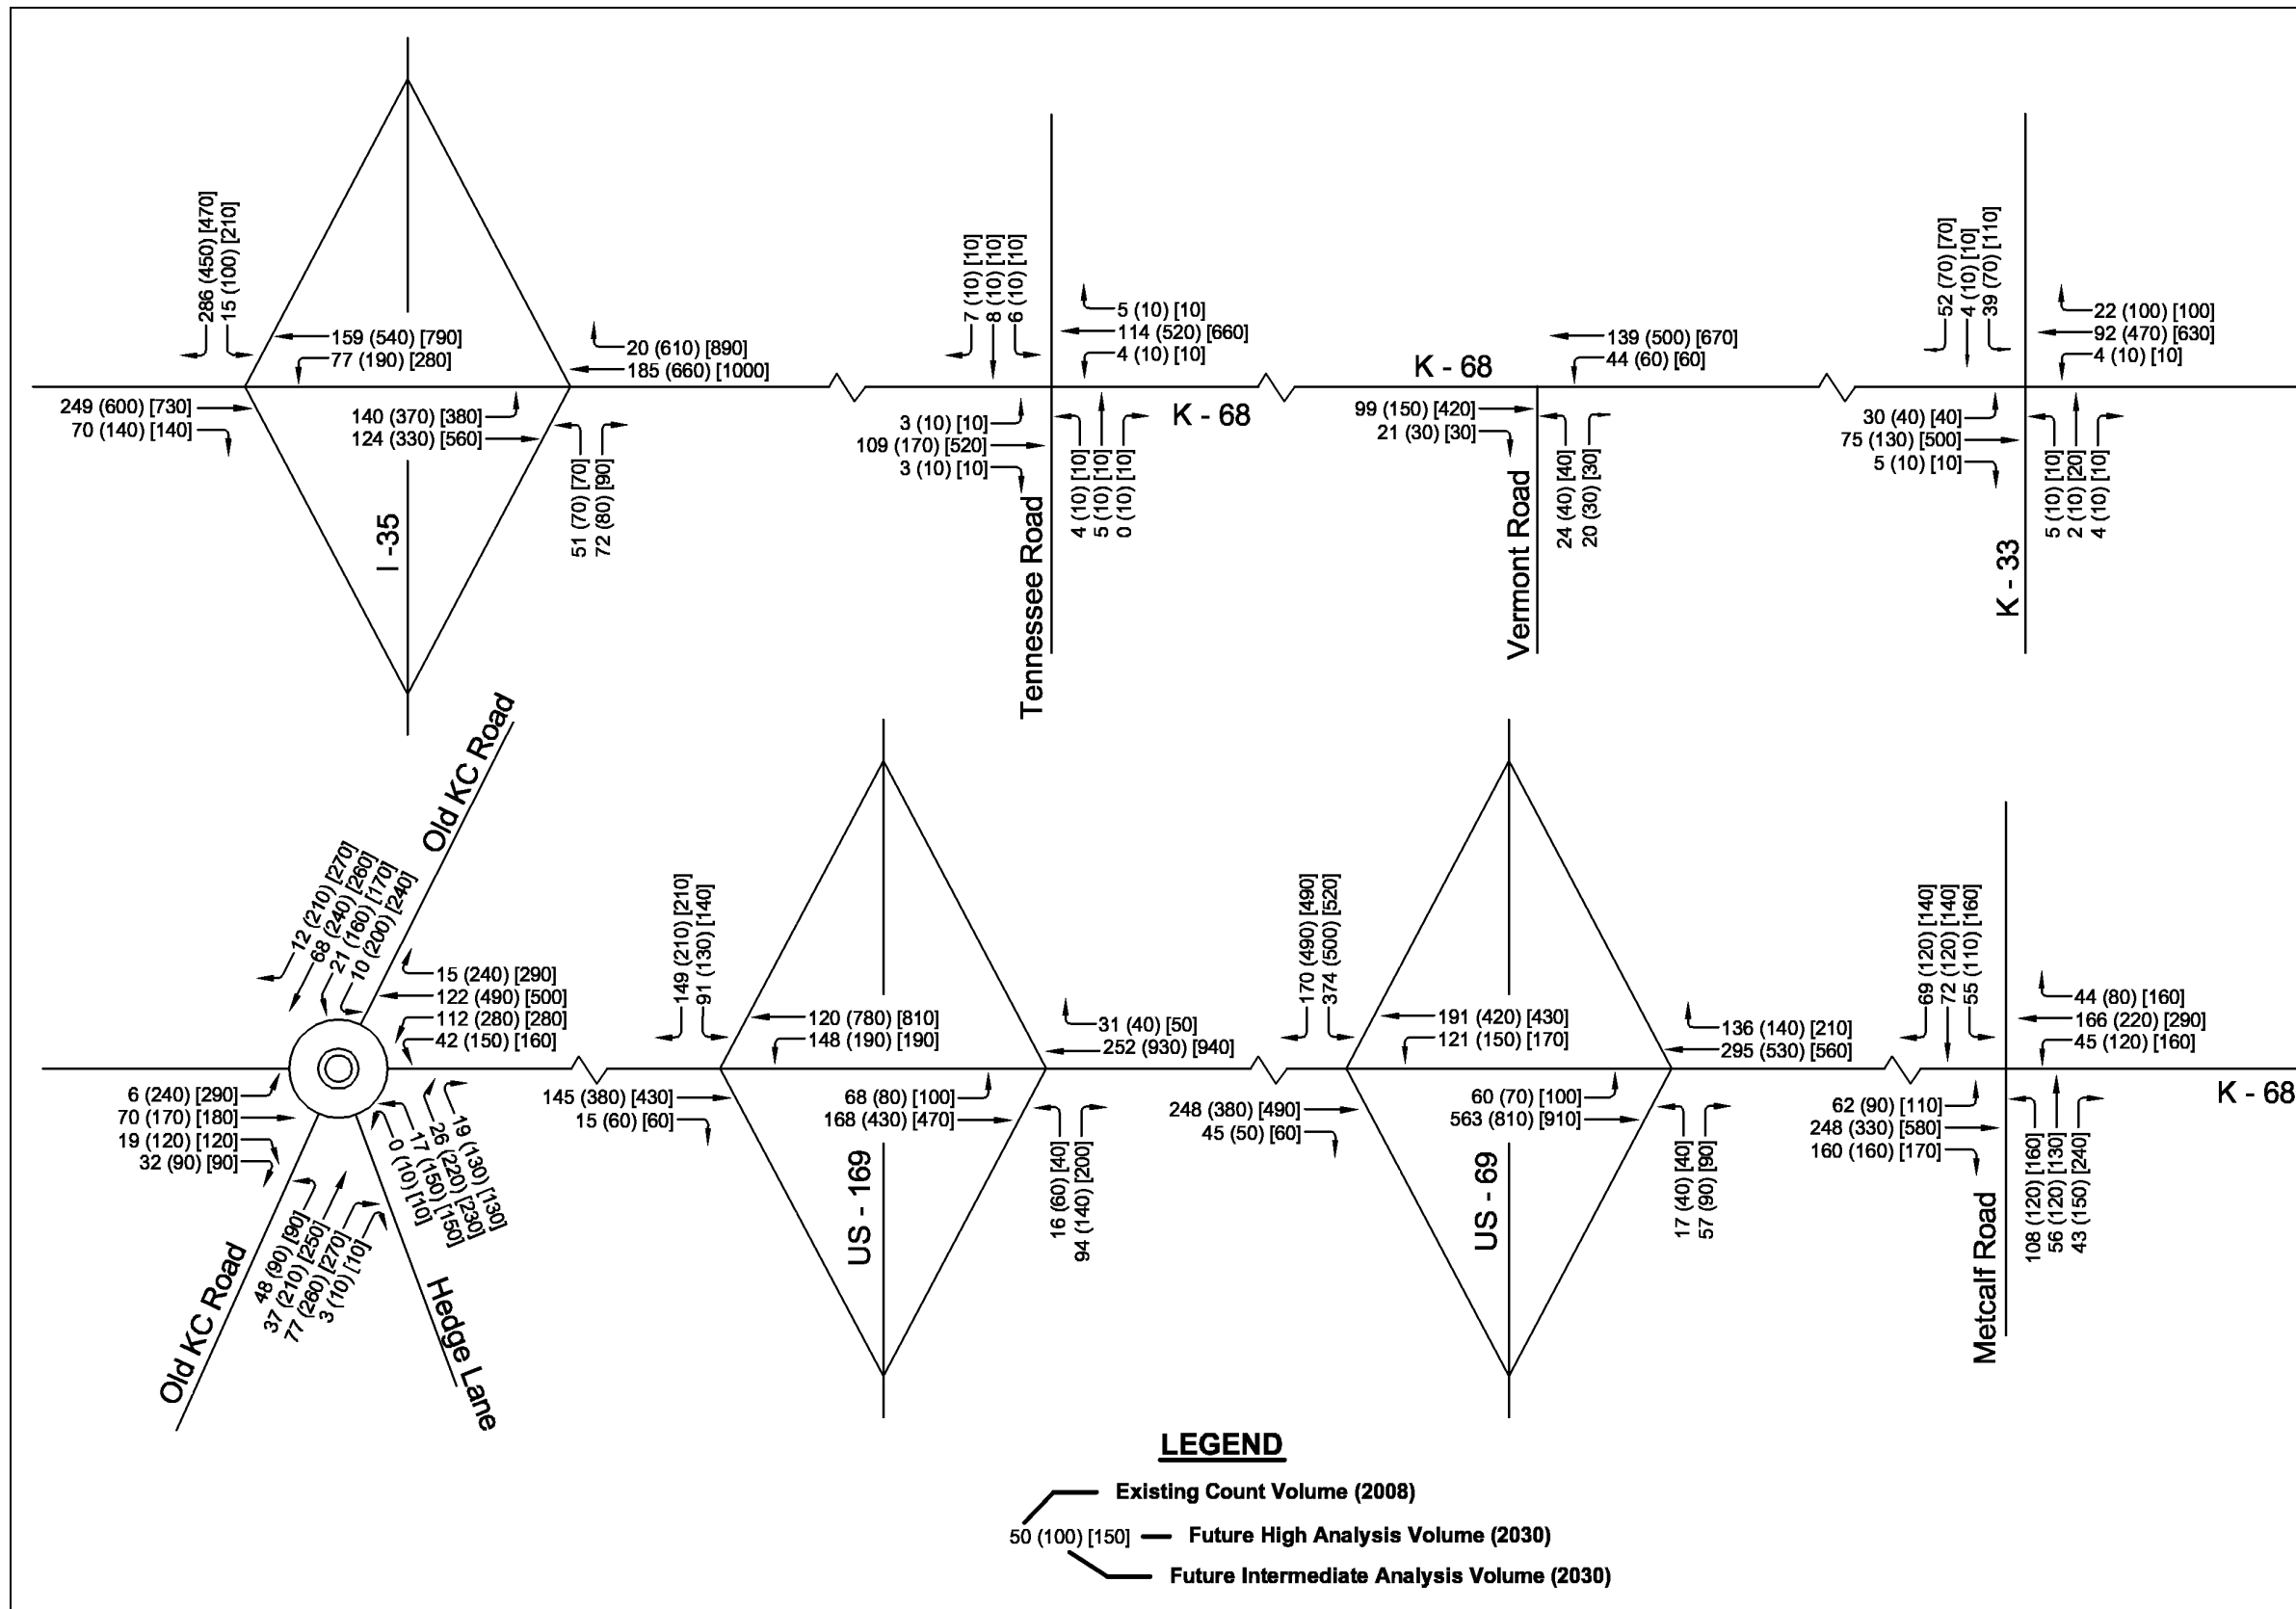 286 (450) [470]
15 (100) [210]
159 (540) [790]
77 (190) [280]
20 (610) [890]
185 (660) [1000]
249 (600) [730]
70 (140) [140]
140 (370) [380]
124 (330) [560]
51 (70) [70]
72 (80) [90]
I -35
7 (10) [10]
8 (10) [10]
6 (10) [10]
5 (10) [10]
114 (520) [660]
4 (10) [10]
3 (10) [10]
109 (170) [520]
3 (10) [10]
4 (10) [10]
5 (10) [10]
0 (10) [10]
Tennessee Road
K - 68
K - 68
139 (500) [670]
44 (60) [60]
99 (150) [420]
21 (30) [30]
24 (40) [40]
20 (30) [30]
Vermont Road
52 (70) [70]
4 (10) [10]
39 (70) [110]
22 (100) [100]
92 (470) [630]
4 (10) [10]
30 (40) [40]
75 (130) [500]
5 (10) [10]
5 (10) [10]
2 (10) [20]
4 (10) [10]
K - 33
Old KC Road
12 (210) [270]
68 (240) [260]
21 (160) [170]
10 (200) [240]
15 (240) [290]
122 (490) [500]
112 (280) [280]
42 (150) [160]
6 (240) [290]
70 (170) [180]
19 (120) [120]
32 (90) [90]
48 (90) [90]
37 (210) [250]
77 (260) [270]
3 (10) [10]
0 (10) [10]
17 (150) [150]
26 (220) [230]
19 (130) [130]
Old KC Road
Hedge Lane
149 (210) [210]
91 (130) [140]
120 (780) [810]
148 (190) [190]
31 (40) [50]
252 (930) [940]
145 (380) [430]
15 (60) [60]
68 (80) [100]
168 (430) [470]
16 (60) [40]
94 (140) [200]
US - 169
170 (490) [490]
374 (500) [520]
191 (420) [430]
121 (150) [170]
136 (140) [210]
295 (530) [560]
248 (380) [490]
45 (50) [60]
60 (70) [100]
563 (810) [910]
17 (40) [40]
57 (90) [90]
US - 69
69 (120) [140]
72 (120) [140]
55 (110) [160]
44 (80) [160]
166 (220) [290]
45 (120) [160]
62 (90) [110]
248 (330) [580]
160 (160) [170]
108 (120) [160]
56 (120) [130]
43 (150) [240]
Metcalf Road
K - 68
LEGEND
Existing Count Volume (2008)
50 (100) [150]
Future High Analysis Volume (2030)
Future Intermediate Analysis Volume (2030)